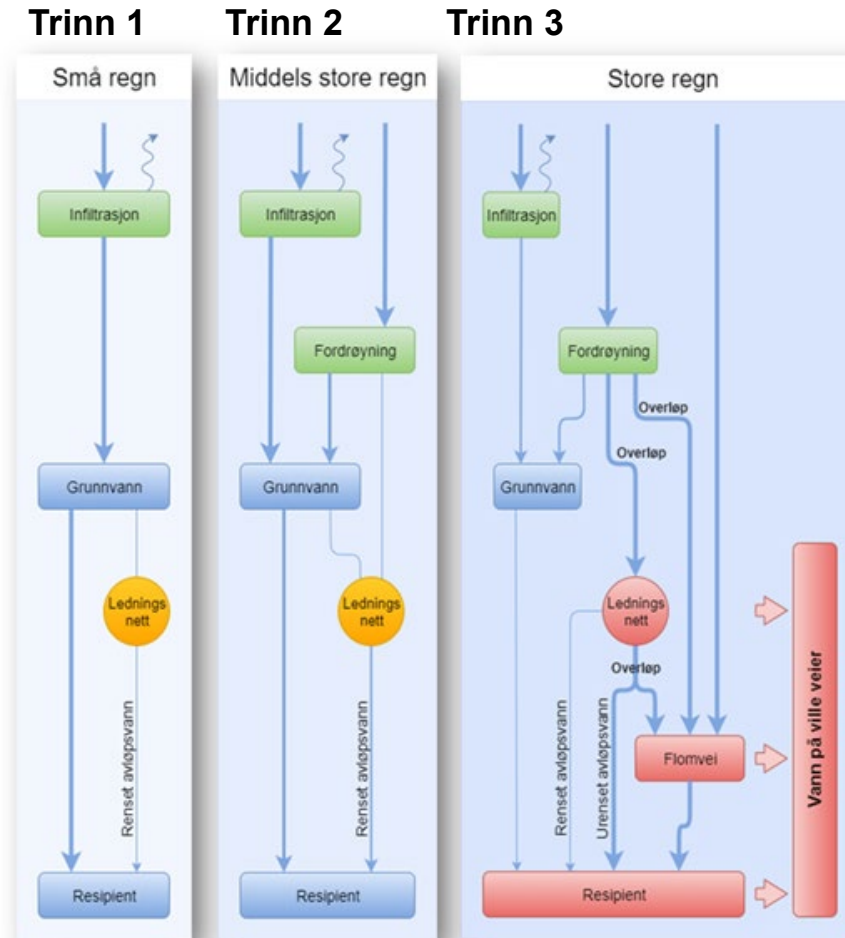 Trinn 1
Trinn 2
Trinn 3
Små regn
Infiltrasjon
Grunnvann
Lednings
nett
Renset avløpsvann
Resipient
Middels store regn
Infiltrasjon
Fordrøyning
Grunnvann
Lednings
nett
Renset avløpsvann
Resipient
Store regn
Infiltrasjon
Fordrøyning
Overløp
Overløp
Grunnvann
Lednings
nett
Overløp
Renset avløpsvann
Urenset avløpsvann
Flomvei
Resipient
Vann på ville veier